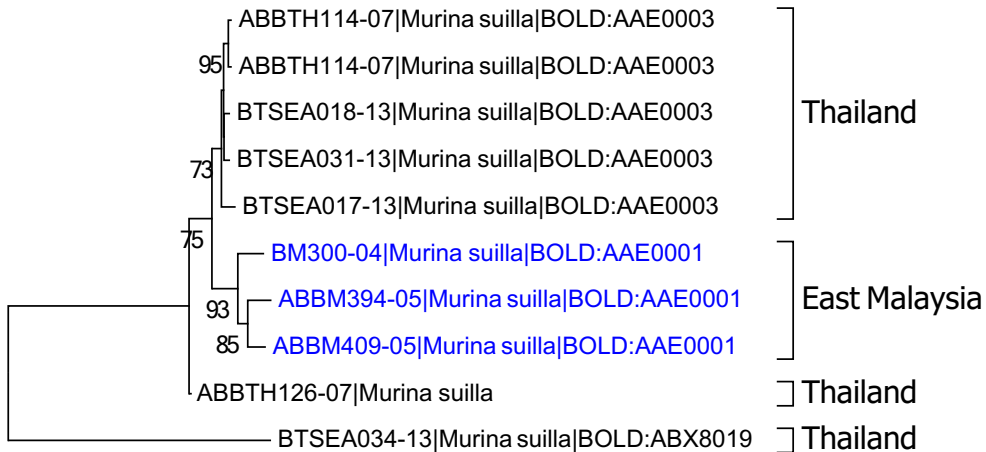 ABBTH114-07|Murina suilla|BOLD:AAE0003
95
ABBTH114-07|Murina suilla|BOLD:AAE0003
BTSEA018-13|Murina suilla|BOLD:AAE0003
Thailand
BTSEA031-13|Murina suilla|BOLD:AAE0003
73
BTSEA017-13|Murina suilla|BOLD:AAE0003
75
BM300-04|Murina suilla|BOLD:AAE0001
93
ABBM394-05|Murina suilla|BOLD:AAE0001
East Malaysia
85
ABBM409-05|Murina suilla|BOLD:AAE0001
ABBTH126-07|Murina suilla
Thailand
BTSEA034-13|Murina suilla|BOLD:ABX8019
Thailand